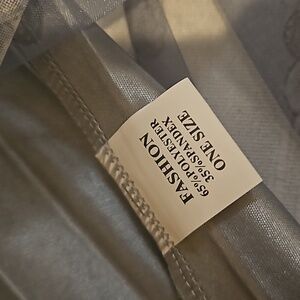 FASHION
65%POLYESTER
35%SPANDEX
ONE SIZE